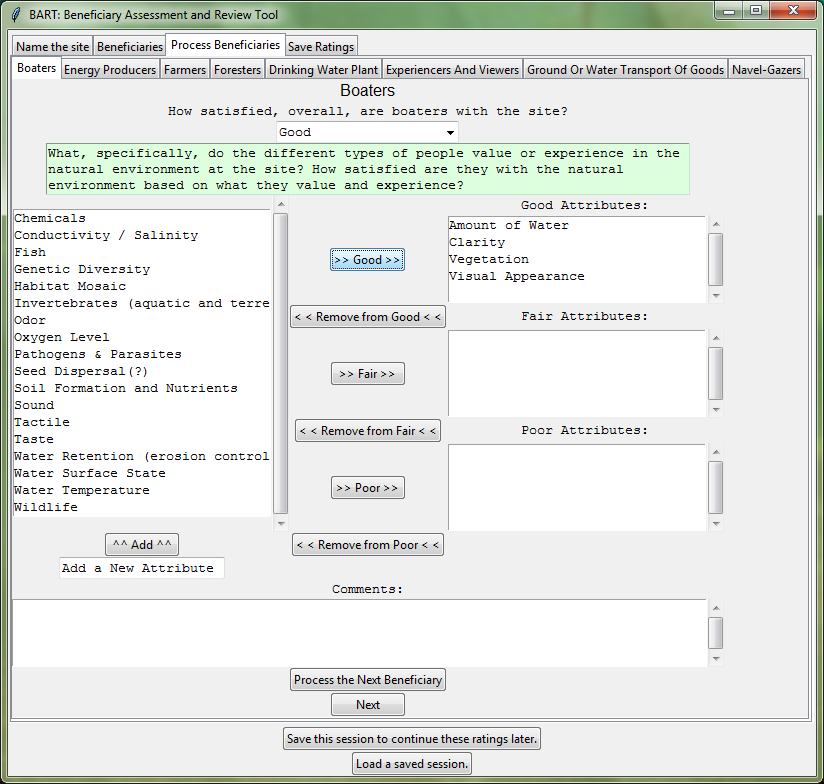 BART: Beneficiary Assessment and Review Tool
Name the site Beneficiaries Process Beneficiaries Save Ratings
Boaters Energy Producers Farmers Foresters Drinking Water Plant Experiencers And Viewers Ground Or Water Transport Of Goods Navel-Gazers
Boaters
How satisfied, overall, are boaters with the site?
Good
What, specifically, do the different types of people value or experience in the
natural environment at the site? How satisfied are they with the natural
environment based on what they value and experience?
Chemicals
Conductivity / Salinity
Fish
Genetic Diversity
Habitat Mosaic
Invertebrates (aquatic and terre
Odor
Oxygen Level
Pathogens & Parasites
Seed Dispersal(?)
Soil Formation and Nutrients
Sound
Tactile
Taste
Water Retention (erosion control
Water Surface State
Water Temperature
Wildlife
^^ Add ^^
Add a New Attribute
>> Good >>
< < Remove from Good < <
>> Fair >>
< < Remove from Fair < <
>> Poor >>
< < Remove from Poor < <
Good Attributes:
Amount of Water
Clarity
Vegetation
Visual Appearance
Fair Attributes:
Poor Attributes:
Comments:
Process the Next Beneficiary
Next
Save this session to continue these ratings later.
Load a saved session.